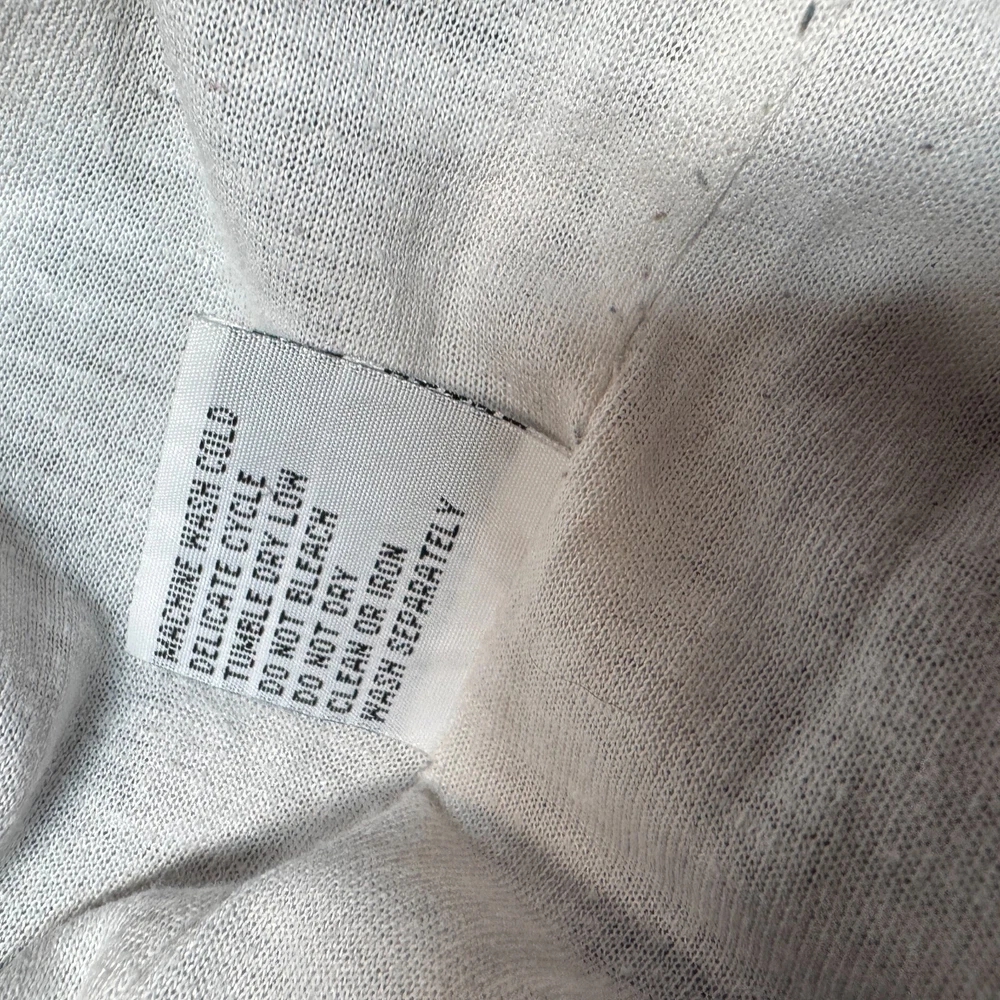 MACHINE WASH COLD
DELICATE CYCLE
TUMBLE DRY LOW
DO NOT BLEACH
DO NOT DRY
CLEAN OR IRON
WASH SEPARATELY